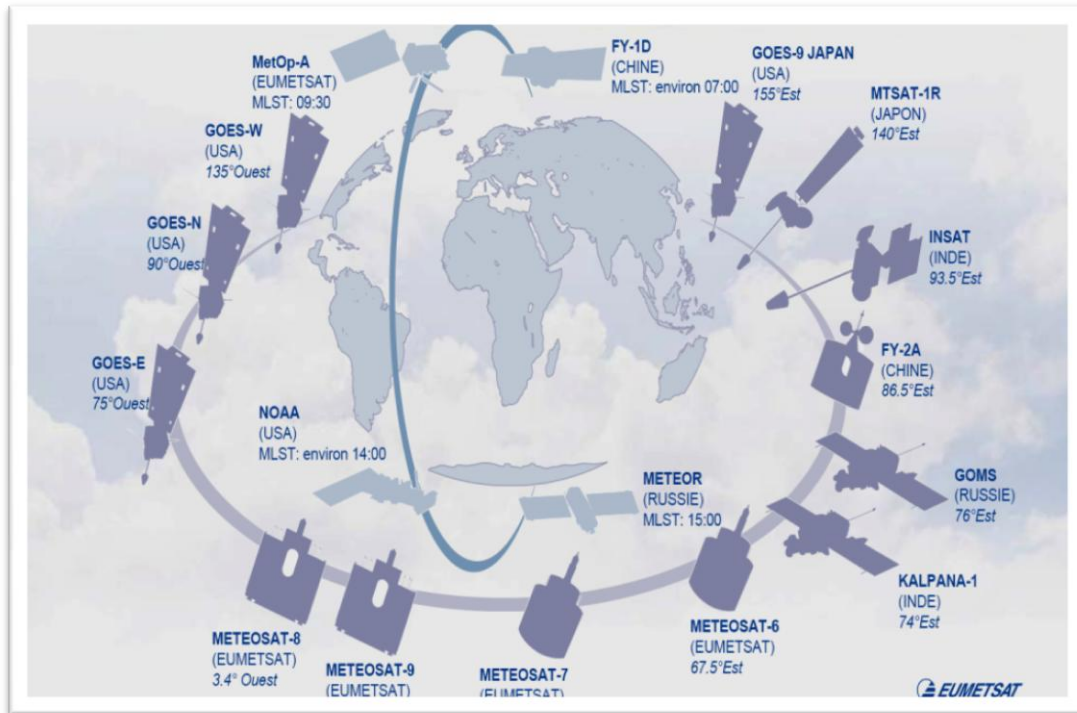 MetOp-A
(EUMETSAT)
MLST: 09:30
FY-1D
(CHINE)
MLST: environ 07:00
GOES-9 JAPAN
(USA)
155°Est
MTSAT-1R
(JAPON)
140°Est
GOES-W
(USA)
135°Ouest
GOES-N
(USA)
90°Ouest
INSAT
(INDE)
93.5°Est
GOES-E
(USA)
75°Ouest
FY-2A
(CHINE)
86.5°Est
NOAA
(USA)
MLST: environ 14:00
METEOR
(RUSSIE)
MLST: 15:00
GOMS
(RUSSIE)
76°Est
KALPANA-1
(INDE)
74°Est
METEOSAT-8
(EUMETSAT)
3.4° Ouest
METEOSAT-9
(EUMETSAT)
METEOSAT-7
(EUMETSAT)
METEOSAT-6
(EUMETSAT)
67.5°Est
EUMETSAT